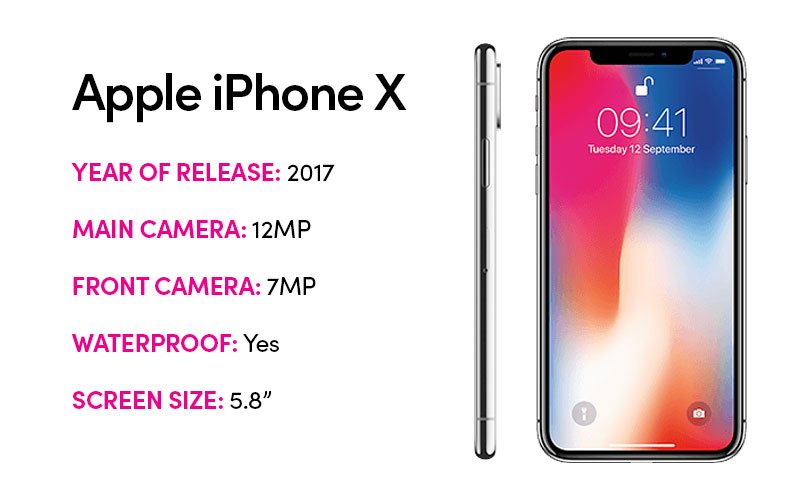 Apple iPhone X
YEAR OF RELEASE: 2017
MAIN CAMERA: 12MP
FRONT CAMERA: 7MP
WATERPROOF: Yes
SCREEN SIZE: 5.8”
09:41
Tuesday 12 September